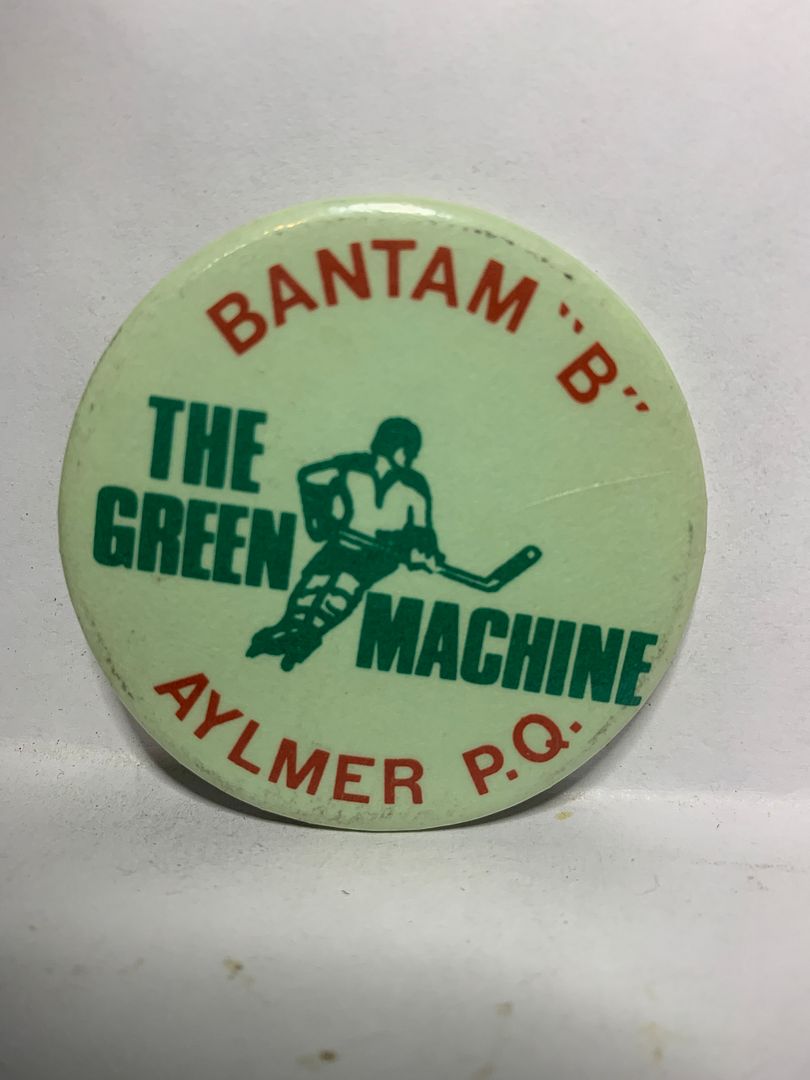 BANTAM "B"
THE
GREEN
MACHINE
AYLMER P.Q.